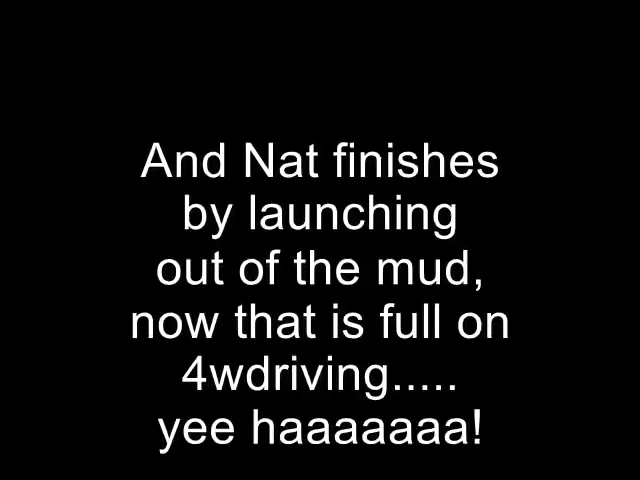 And Nat finishes
by launching
out of the mud,
now that is full on
4wdriving.....
yee haaaaaaa!